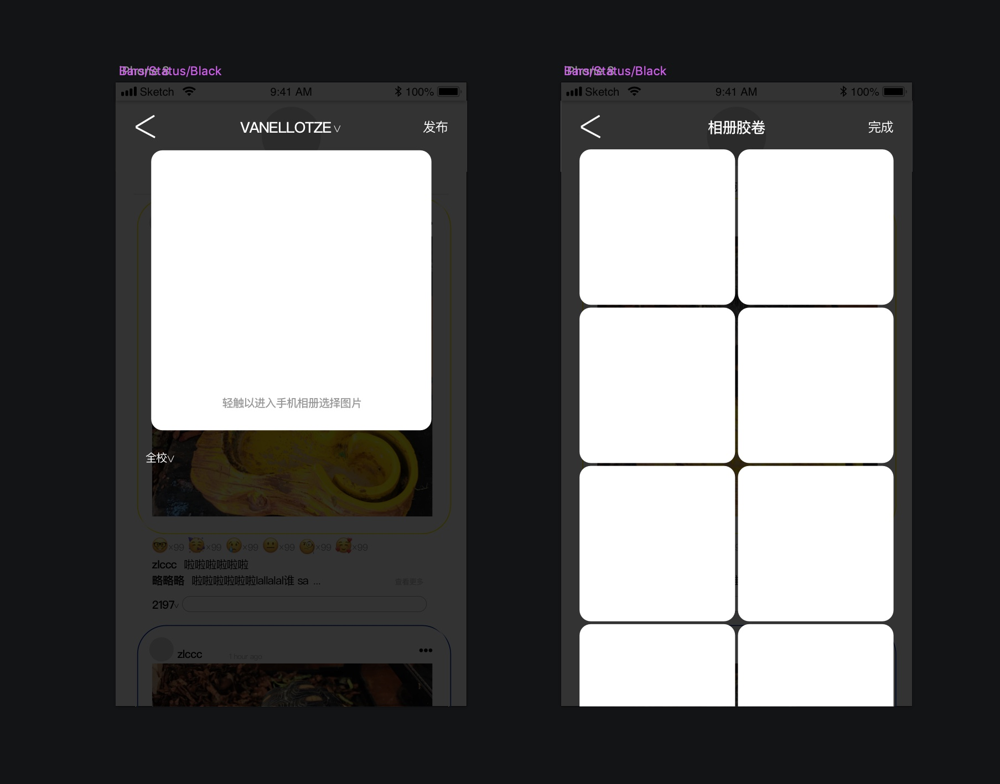 Bars/Status/Black
Sketch 9:41 AM 100%
VANELLOTZE 发布
轻触以进入手机相册选择图片
全校
×99 ×99 ×99 ×99 ×99 ×99
zlccc 啦啦啦啦啦啦
略略略 啦啦啦啦啦啦lallalal谁 sa ...
查看更多
2197
zlccc 1 hour ago
Bars/Status/Black
Sketch 9:41 AM 100%
相册胶卷 完成